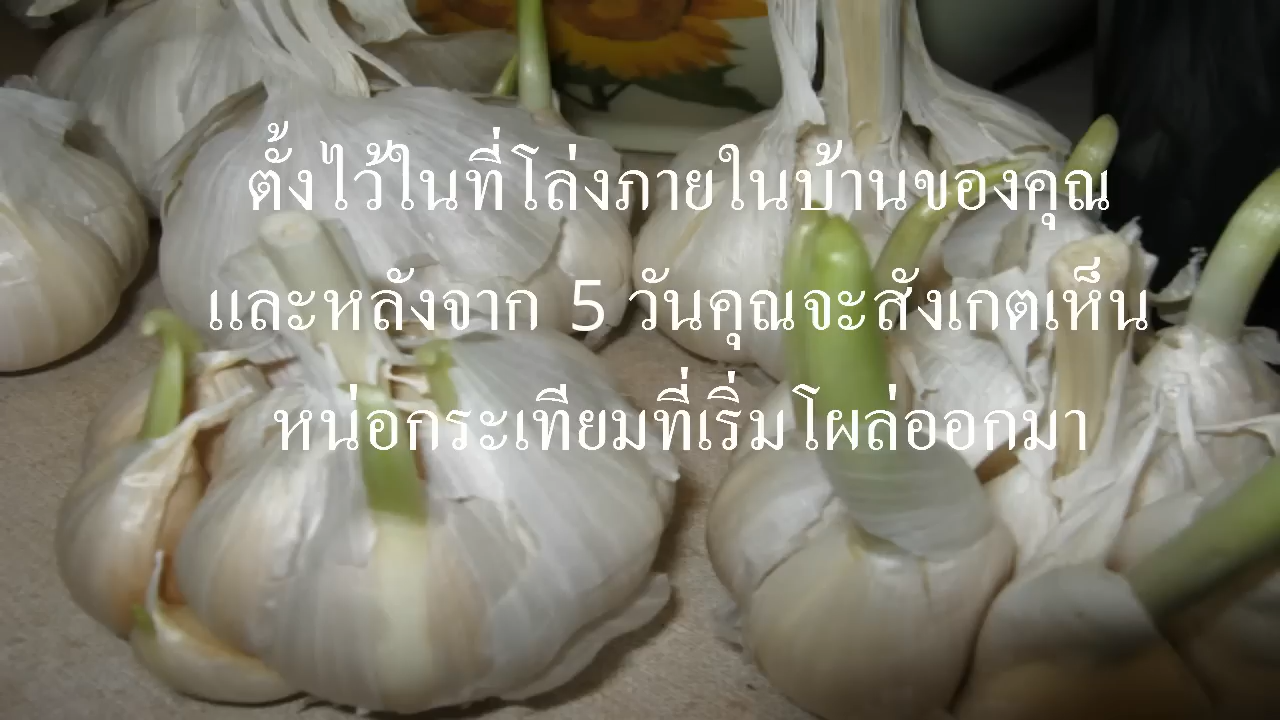 ตั้งไว้ในที่โล่งภายในบ้านของคุณ
และหลังจาก 5 วันคุณจะสังเกตเห็น
หน่อกระเทียมที่เริ่มโผล่ออกมา